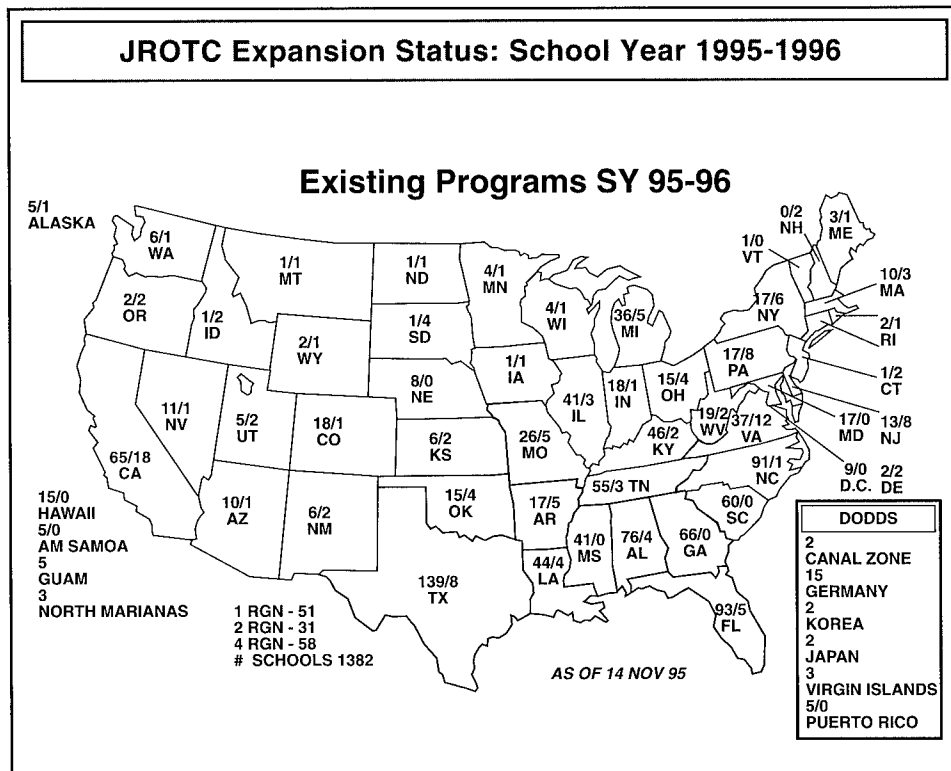 JROTC Expansion Status: School Year 1995-1996
Existing Programs SY 95-96
5/1
ALASKA
6/1
WA
2/2
OR
1/2
ID
1/1
MT
2/1
WY
1/1
ND
1/4
SD
8/0
NE
4/1
MN
4/1
WI
36/5
MI
1/1
IA
41/3
IL
18/1
IN
15/4
OH
17/8
PA
17/6
NY
1/0
VT
0/2
NH
3/1
ME
10/3
MA
2/1
RI
1/2
CT
13/8
NJ
17/0
MD
9/0
D.C.
2/2
DE
65/18
CA
11/1
NV
5/2
UT
18/1
CO
6/2
KS
26/5
MO
46/2
KY
19/2
WV
37/12
VA
91/1
NC
55/3 TN
60/0
SC
10/1
AZ
6/2
NM
15/4
OK
17/5
AR
41/0
MS
76/4
AL
66/0
GA
44/4
LA
139/8
TX
93/5
FL
15/0
HAWAII
5/0
AM SAMOA
5
GUAM
3
NORTH MARIANAS
1 RGN - 51
2 RGN - 31
4 RGN - 58
# SCHOOLS 1382
AS OF 14 NOV 95
DODDS
2
CANAL ZONE
15
GERMANY
2
KOREA
2
JAPAN
3
VIRGIN ISLANDS
5/0
PUERTO RICO